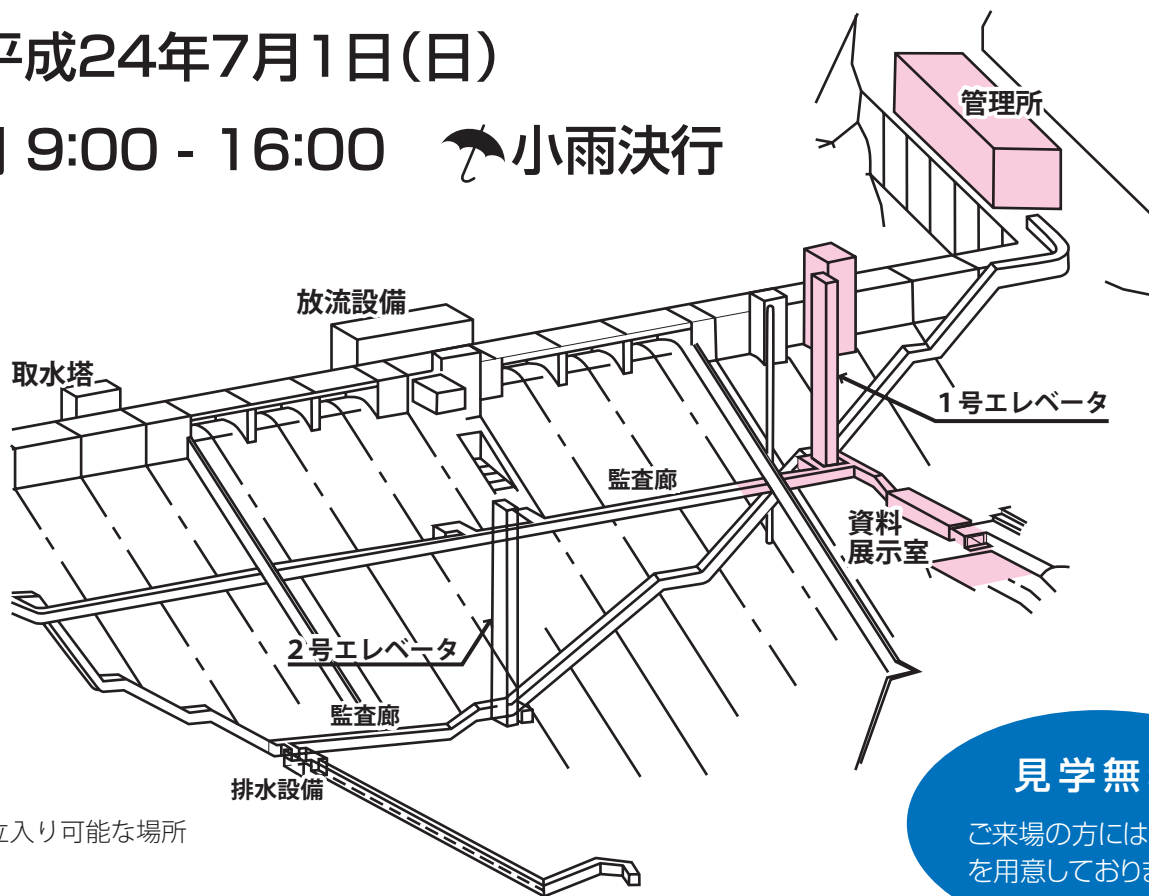 平成24年7月1日（日）
9:00 - 16:00 小雨決行
管理所
放流設備
取水塔
1号エレベータ
監査廊
資料
展示室
2号エレベータ
監査廊
排水設備
立入り可能な場所
見学無
ご来場の方には
を用意しており